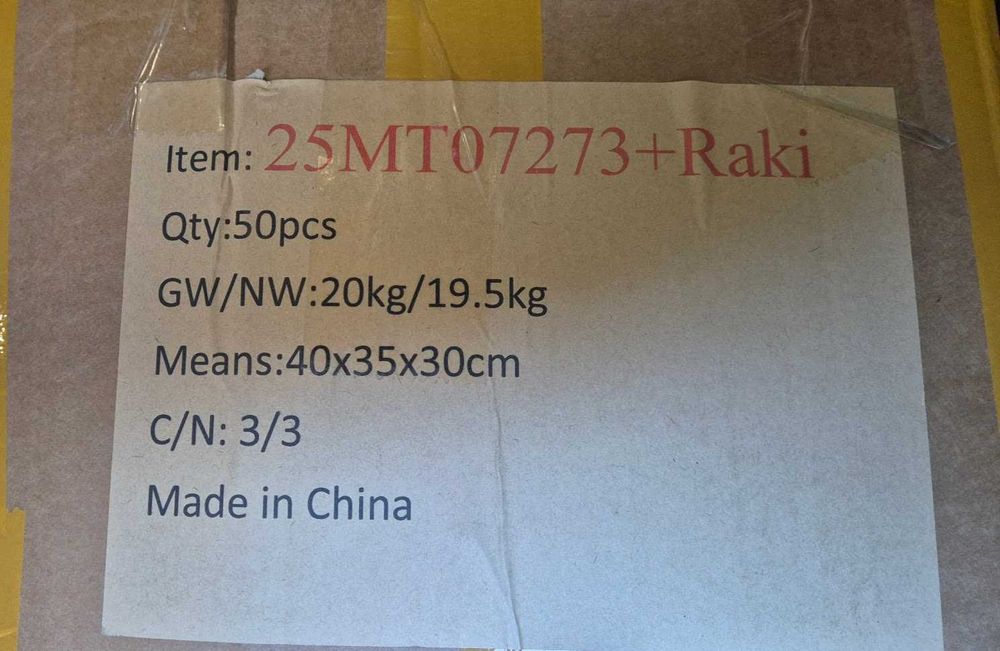 Item: 25MT07273+Raki
Qty:50pcs
GW/NW:20kg/19.5kg
Means:40x35x30cm
C/N: 3/3
Made in China